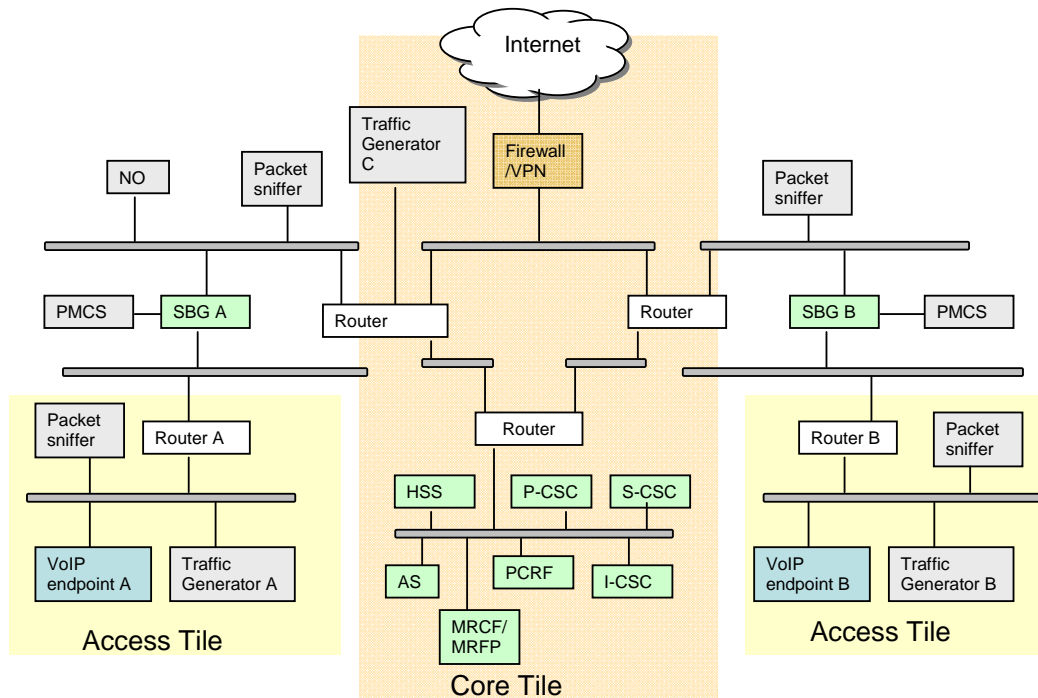 Internet
Traffic
Generator
C
Firewall
/VPN
NO
Packet
sniffer
Packet
sniffer
PMCS
SBG A
Router
Router
SBG B
PMCS
Packet
sniffer
Router A
Router
Router B
Packet
sniffer
HSS
P-CSC
S-CSC
VoIP
endpoint A
Traffic
Generator A
AS
PCRF
I-CSC
VoIP
endpoint B
Traffic
Generator B
MRCF/
MRFP
Access Tile
Access Tile
Core Tile